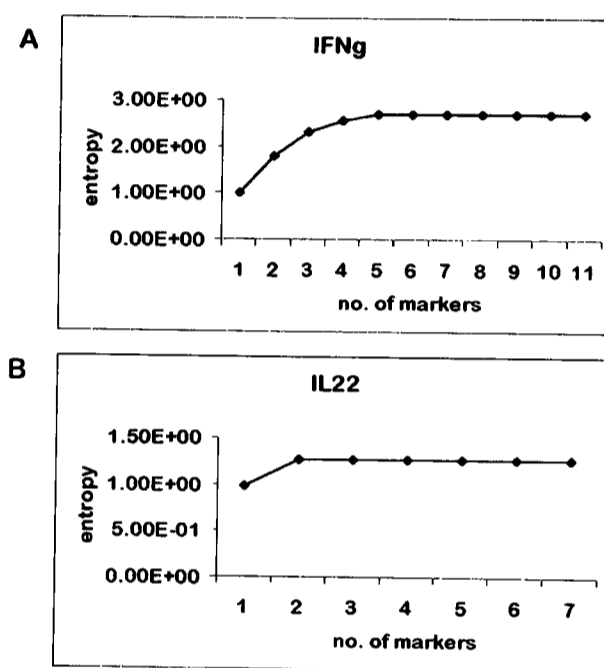 A
IFNg
3.00E+00
2.00E+00
1.00E+00
0.00E+00
entropy
1 2 3 4 5 6 7 8 9 10 11
no. of markers
B
IL22
1.50E+00
1.00E+00
5.00E-01
0.00E+00
entropy
1 2 3 4 5 6 7
no. of markers